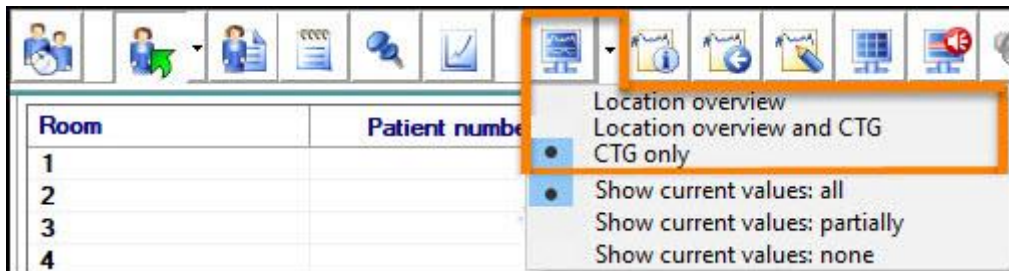 Location overview
Location overview and CTG
CTG only
Show current values: all
Show current values: partially
Show current values: none
Room Patient numbe
1
2
3
4